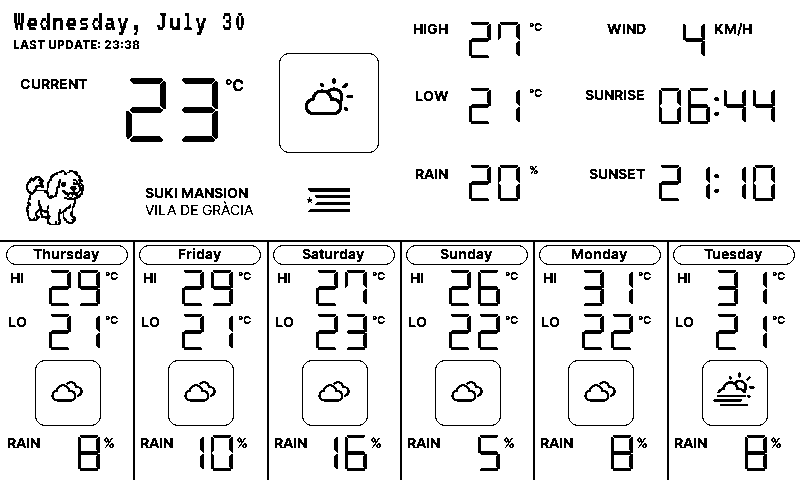 Wednesday, July 30
LAST UPDATE: 23:38
CURRENT 23 °C
HIGH 27 °C
LOW 21 °C
RAIN 20 %
WIND 4 KM/H
SUNRISE 06:44
SUNSET 21:10
SUKI MANSION
VILA DE GRÀCIA
Thursday
HI 29 °C
LO 21 °C
RAIN 8 %
Friday
HI 29 °C
LO 21 °C
RAIN 10 %
Saturday
HI 27 °C
LO 23 °C
RAIN 16 %
Sunday
HI 26 °C
LO 22 °C
RAIN 5 %
Monday
HI 31 °C
LO 22 °C
RAIN 8 %
Tuesday
HI 31 °C
LO 21 °C
RAIN 8 %